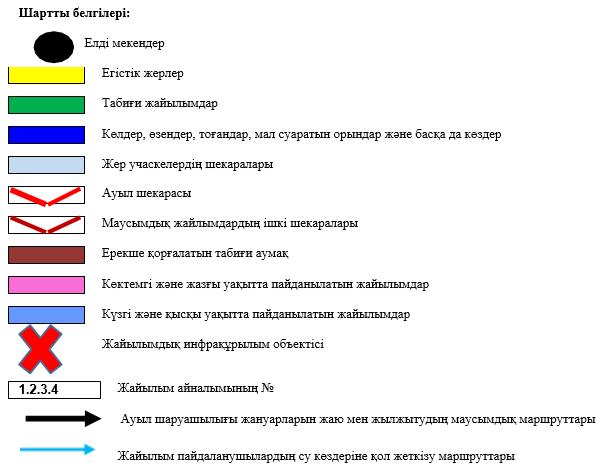 Шартты белгілері:
Елді мекендер
Егістік жерлер
Табиғи жайылымдар
Көлдер, өзендер, тоғандар, мал суаратын орындар және басқа да көздер
Жер учаскелердің шекаралары
Ауыл шекарасы
Маусымдық жайлымдардың ішкі шекаралары
Ерекше қорғалатын табиғи аумақ
Көктемгі және жазғы уақытта пайданылатын жайылымдар
Күзгі және қысқы уақытта пайданылатын жайылымдар
Жайылымдық инфрақұрылым объектісі
1.2.3.4 Жайылым айналымының №
Ауыл шаруашылығы жануарларын жаю мен жылжытудың маусымдық маршруттары
Жайылым пайдаланушылардың су көздеріне қол жеткізу маршруттары